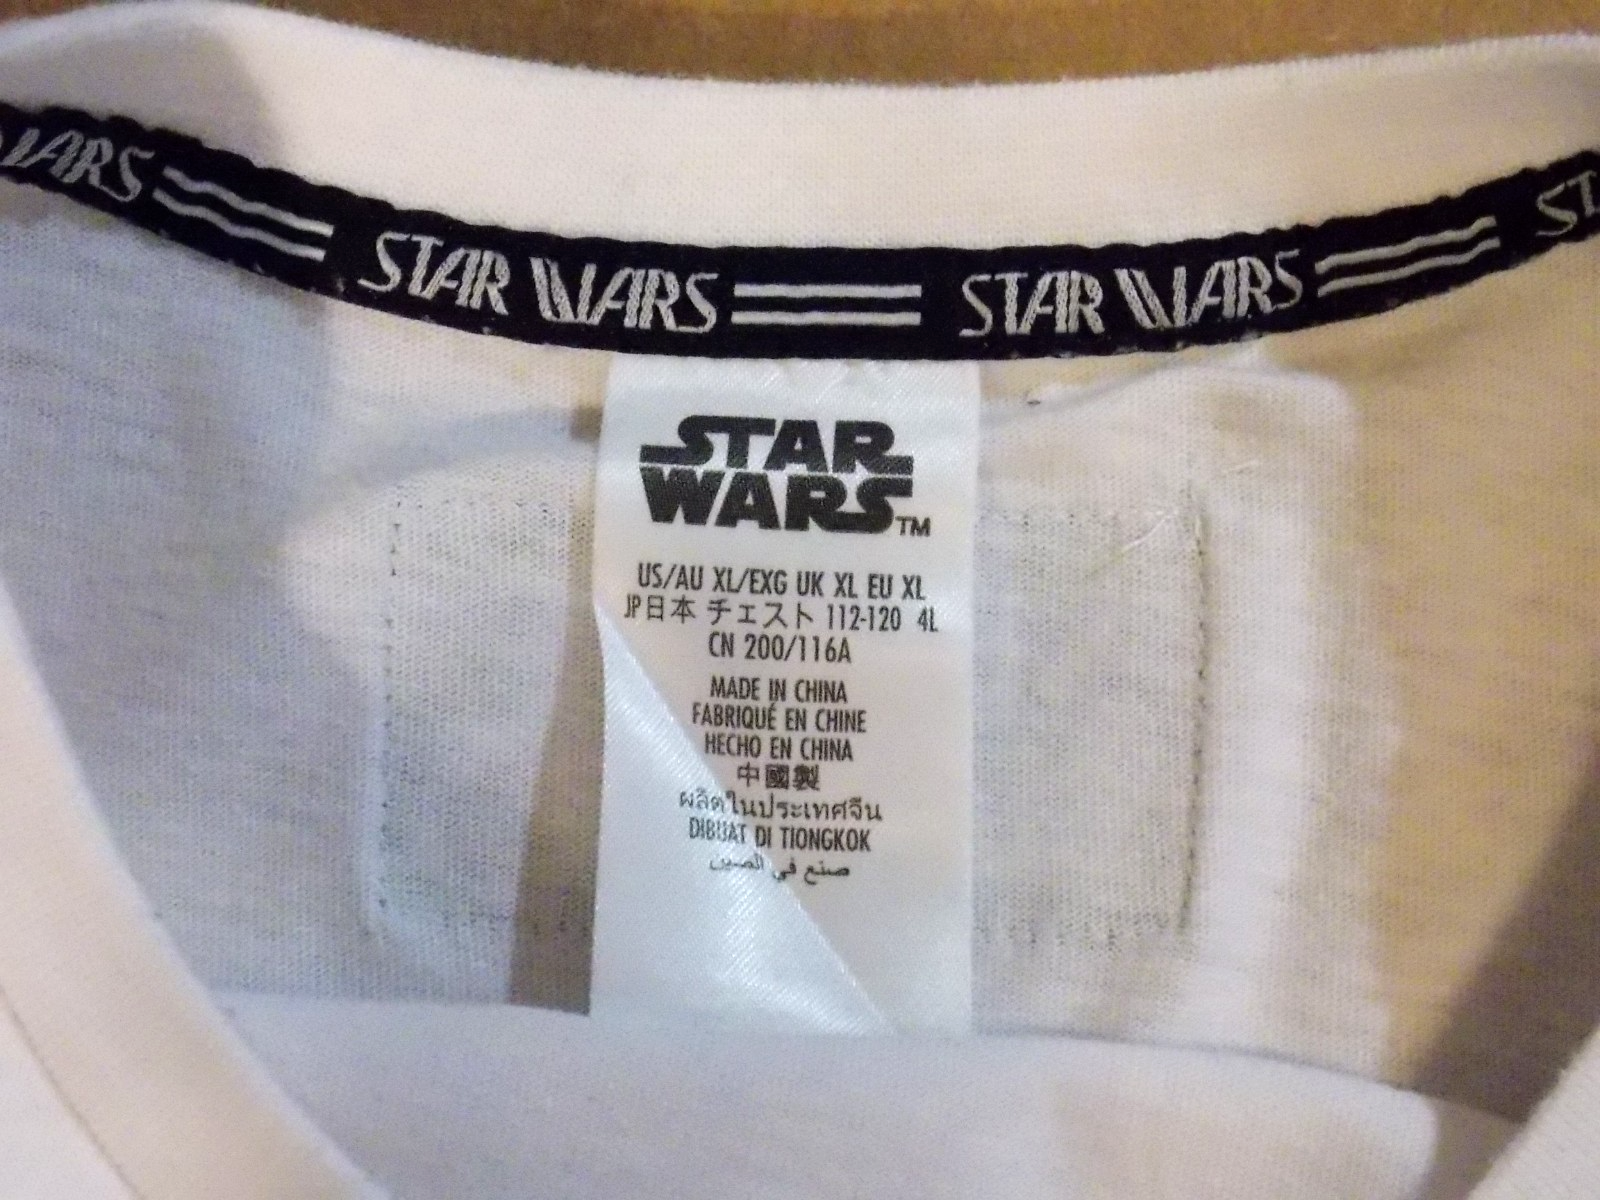 WARS STAR WARS STAR WARS ST
STAR
WARS™
US/AU XL/EXG UK XL EU XL
JP日本 チェスト 112-120 4L
CN 200/116A
MADE IN CHINA
FABRIQUÉ EN CHINE
HECHO EN CHINA
中國製
ผลิตในประเทศจีน
DIBUAT DI TIONGKOK
صنع في الصين